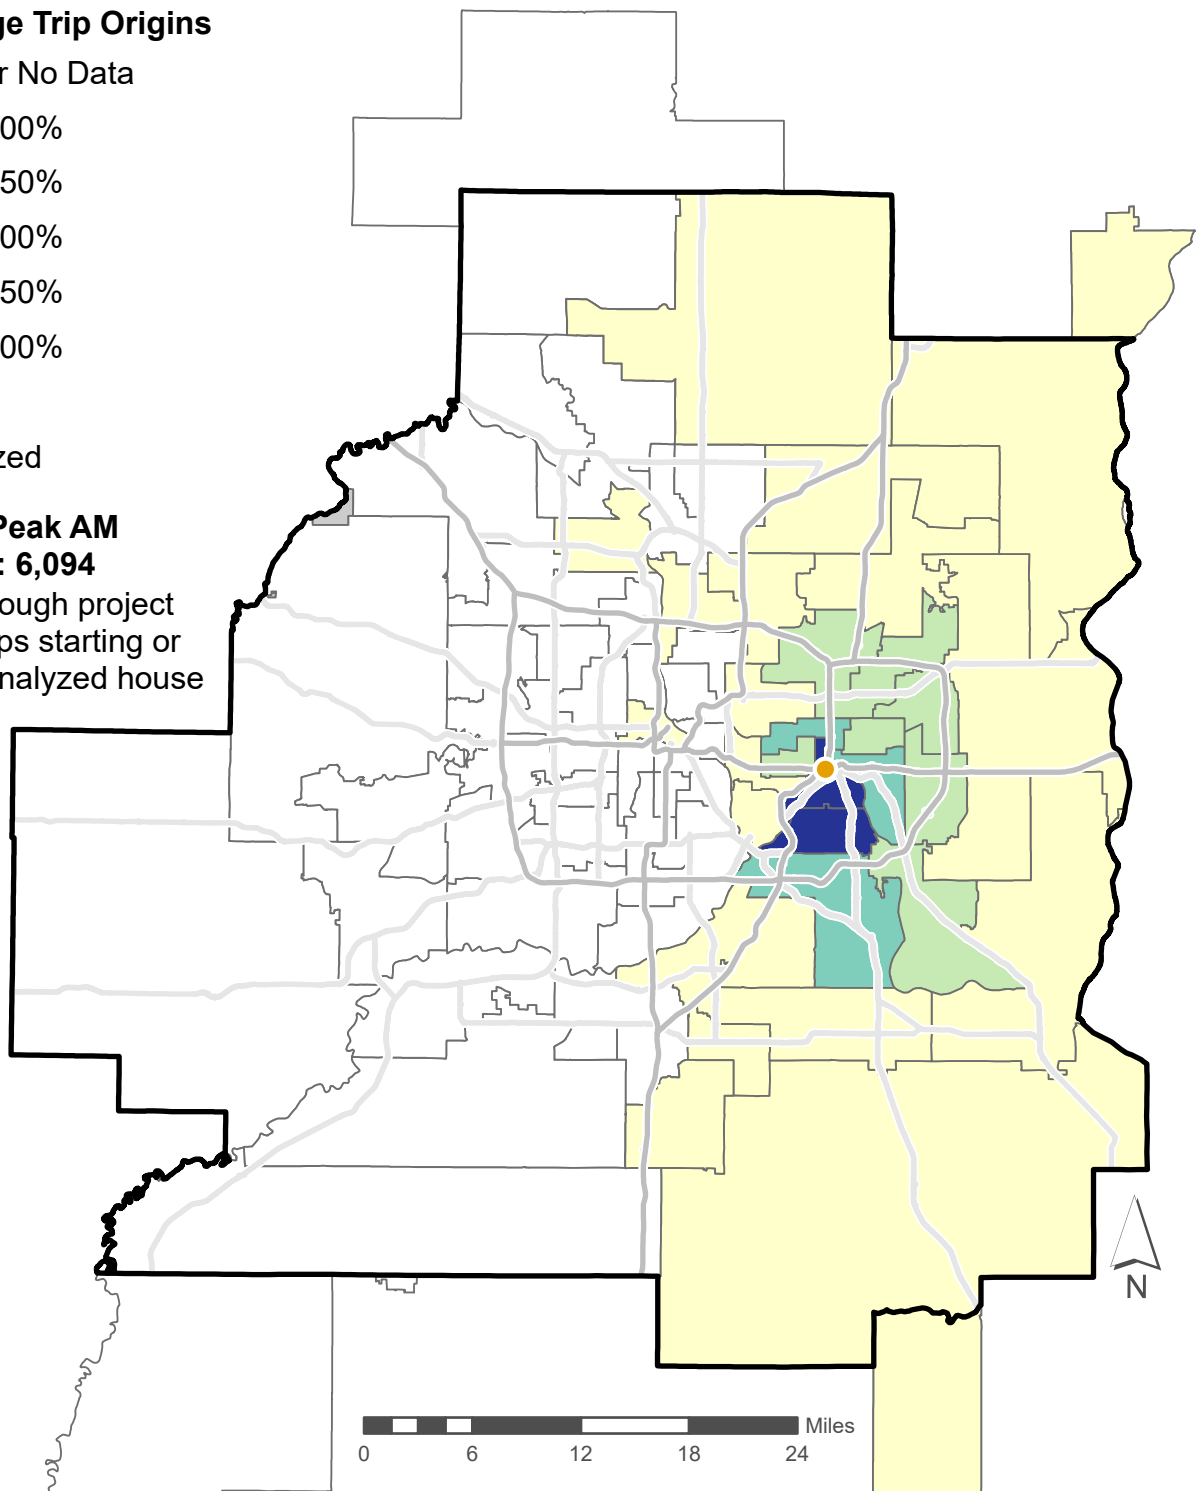 ge Trip Origins
r No Data
00%
50%
00%
50%
00%
zed
Peak AM
: 6,094
ough project
ps starting or
nalyzed house
N
Miles
0 6 12 18 24